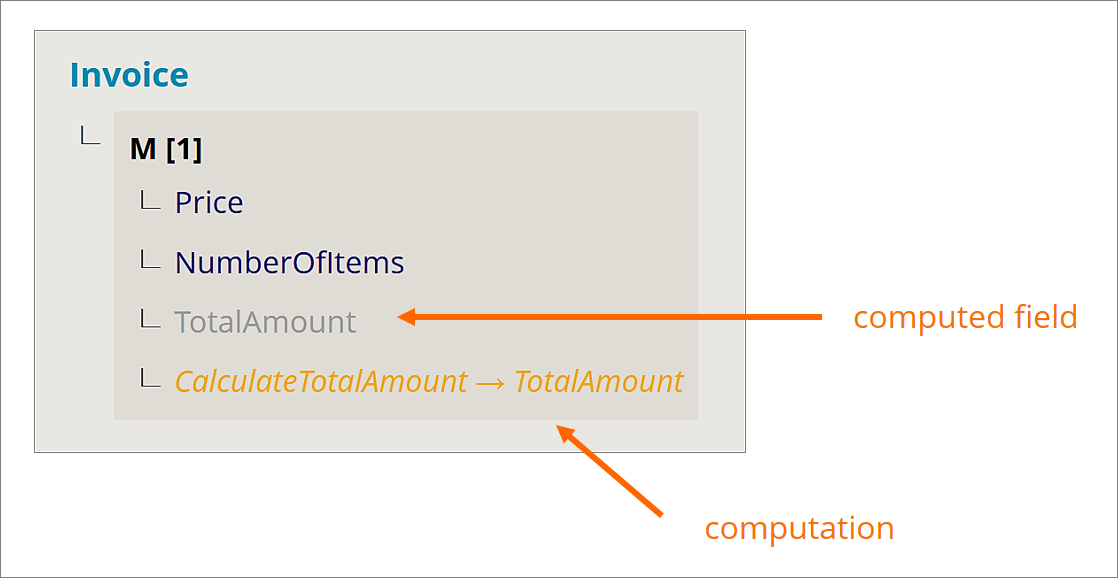 Invoice
M [1]
Price
NumberOfItems
TotalAmount
computed field
CalculateTotalAmount → TotalAmount
computation